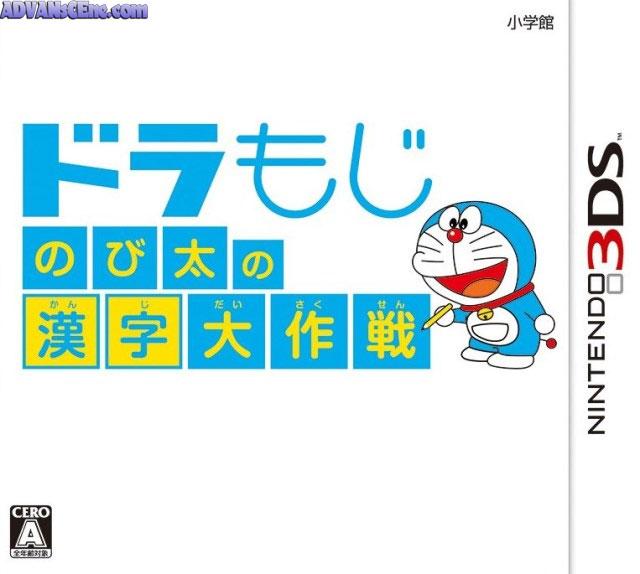 ADVANsCEne.com
小学館
ドラもじ
のび太の
かん じ だい さく せん
漢字大作戦
NINTENDO 3DS™
CERO
A
全年齢対象